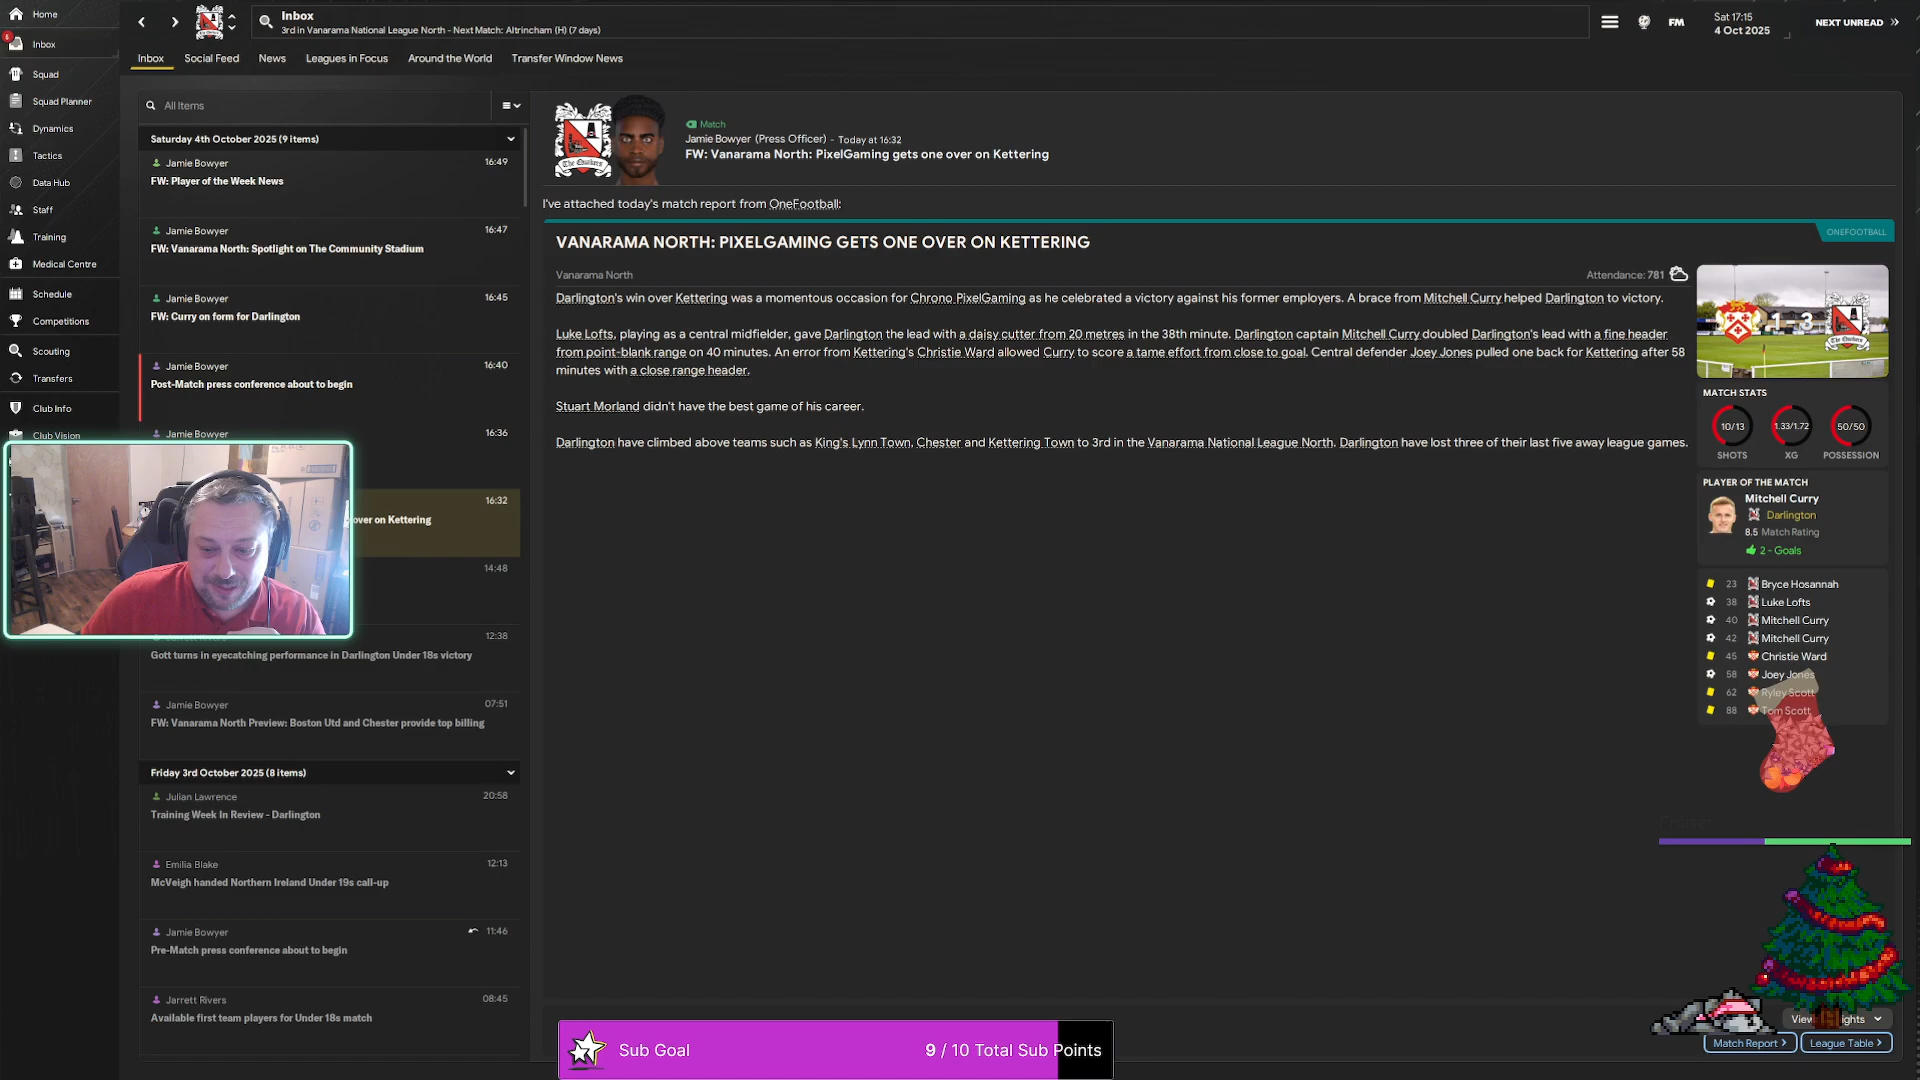 Home
Inbox
3rd in Vanarama National League North - Next Match: Altrincham (H) (7 days)
FM
Sat 17:15
4 Oct 2025
NEXT UNREAD
6
Inbox
Squad
Squad Planner
Dynamics
Tactics
Data Hub
Staff
Training
Medical Centre
Schedule
Competitions
Scouting
Transfers
Club Info
Club Vision
Inbox
Social Feed
News
Leagues in Focus
Around the World
Transfer Window News
All Items
Saturday 4th October 2025 (9 items)
Jamie Bowyer 16:49
FW: Player of the Week News
Jamie Bowyer 16:47
FW: Vanarama North: Spotlight on The Community Stadium
Jamie Bowyer 16:45
FW: Curry on form for Darlington
Jamie Bowyer 16:40
Post-Match press conference about to begin
Jamie Bowyer 16:36
16:32
over on Kettering
14:48
12:38
Gott turns in eyecatching performance in Darlington Under 18s victory
Jamie Bowyer 07:51
FW: Vanarama North Preview: Boston Utd and Chester provide top billing
Friday 3rd October 2025 (8 items)
Julian Lawrence 20:58
Training Week In Review - Darlington
Emilia Blake 12:13
McVeigh handed Northern Ireland Under 19s call-up
Jamie Bowyer 11:46
Pre-Match press conference about to begin
Jarrett Rivers 08:45
Available first team players for Under 18s match
The Quakers
Match
Jamie Bowyer (Press Officer) - Today at 16:32
FW: Vanarama North: PixelGaming gets one over on Kettering
I've attached today's match report from OneFootball:
ONEFOOTBALL
VANARAMA NORTH: PIXELGAMING GETS ONE OVER ON KETTERING
Vanarama North
Attendance: 781
Darlington's win over Kettering was a momentous occasion for Chrono PixelGaming as he celebrated a victory against his former employers. A brace from Mitchell Curry helped Darlington to victory.
Luke Lofts, playing as a central midfielder, gave Darlington the lead with a daisy cutter from 20 metres in the 38th minute. Darlington captain Mitchell Curry doubled Darlington's lead with a fine header
from point-blank range on 40 minutes. An error from Kettering's Christie Ward allowed Curry to score a tame effort from close to goal. Central defender Joey Jones pulled one back for Kettering after 58
minutes with a close range header.
Stuart Morland didn't have the best game of his career.
Darlington have climbed above teams such as King's Lynn Town, Chester and Kettering Town to 3rd in the Vanarama National League North. Darlington have lost three of their last five away league games.
1 3
MATCH STATS
10/13
1.33/1.72
50/50
SHOTS
XG
POSSESSION
PLAYER OF THE MATCH
Mitchell Curry
Darlington
8.5 Match Rating
2 - Goals
23 Bryce Hosannah
38 Luke Lofts
40 Mitchell Curry
42 Mitchell Curry
45 Christie Ward
58 Joey Jones
62 Ryley Scott
88 Tom Scott
Match Report
League Table
Sub Goal
9 / 10 Total Sub Points